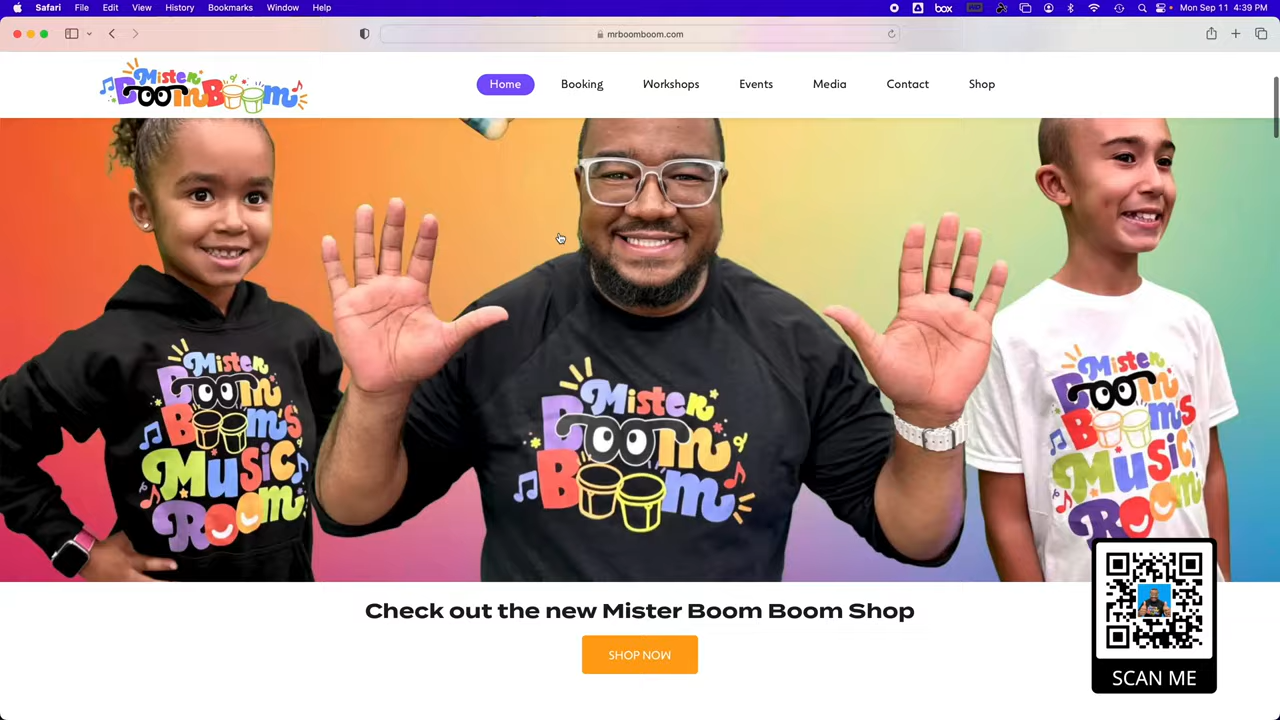 Safari File Edit View History Bookmarks Window Help
box
Mon Sep 11 4:39 PM
mrboomboom.com
Mister
BoomBoom
Home Booking Workshops Events Media Contact Shop
Mister
Boom
Boom's
Music
Room
Mister
Boom
Boom
Mister
Boom
Boom's
Music
Room
Check out the new Mister Boom Boom Shop
SHOP NOW
SCAN ME